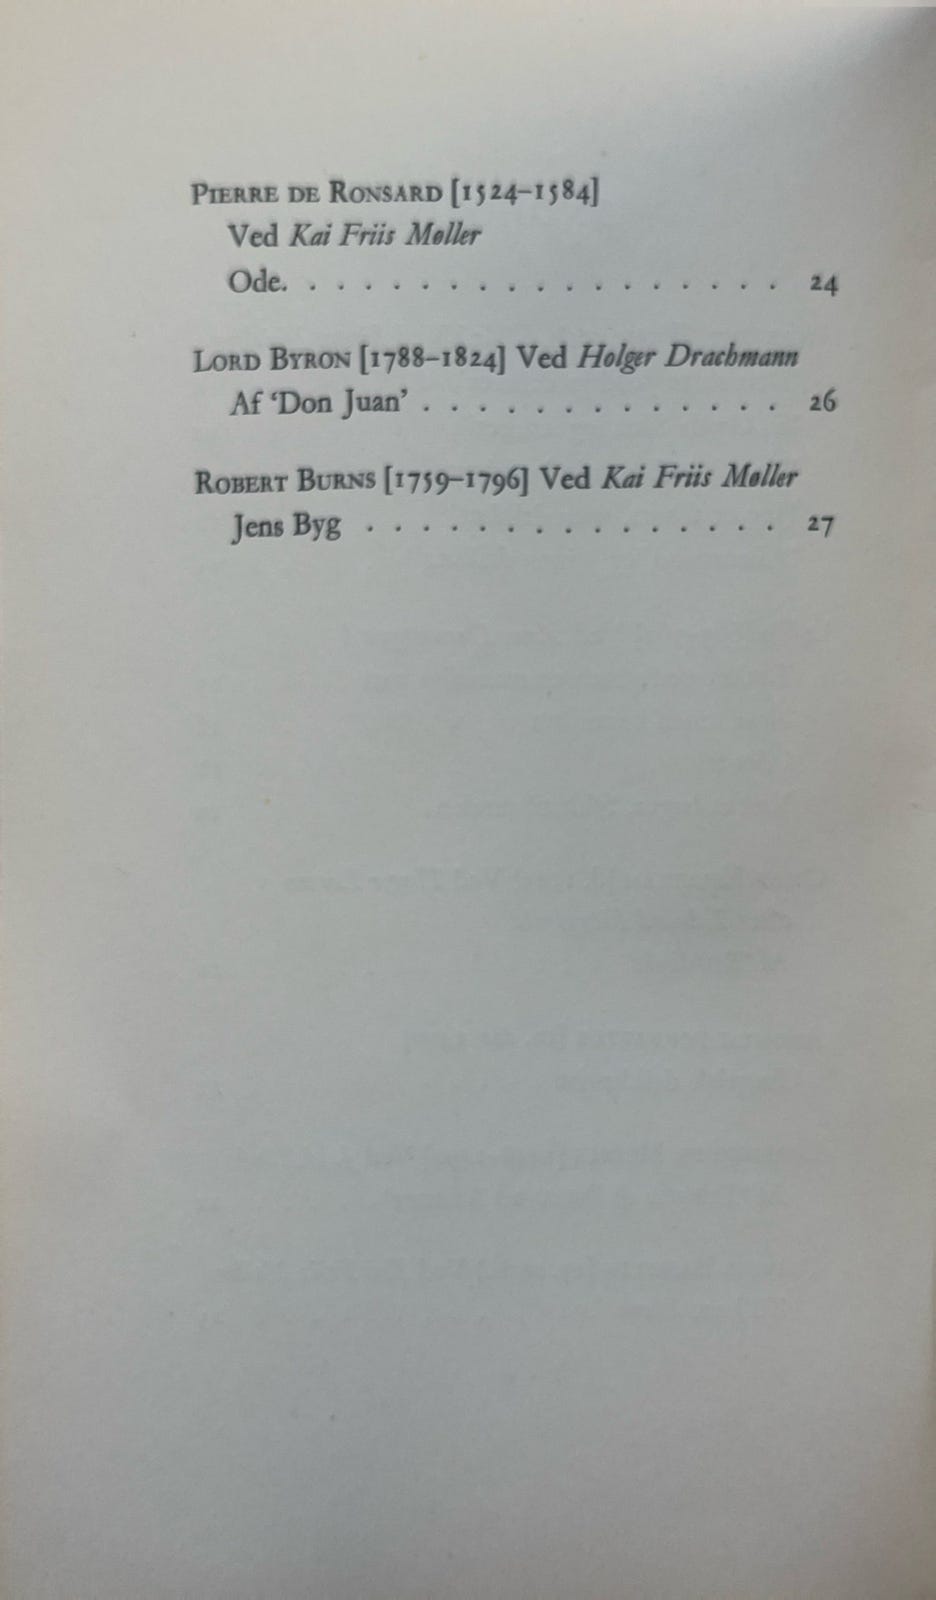 PIERRE DE RONSARD [1524–1584]
Ved Kai Friis Møller
Ode. . . . . . . . . . . . . . . . . . 24
LORD BYRON [1788–1824] Ved Holger Drachmann
Af ‘Don Juan’ . . . . . . . . . . . . . 26
ROBERT BURNS [1759–1796] Ved Kai Friis Møller
Jens Byg . . . . . . . . . . . . . . . 27